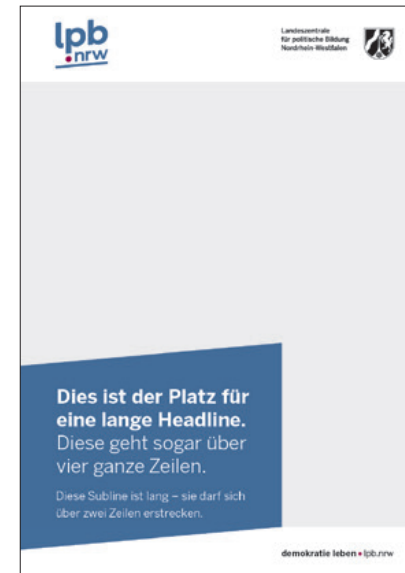 lpb
nrw
Landeszentrale
für politische Bildung
Nordrhein-Westfalen
Dies ist der Platz für
eine lange Headline.
Diese geht sogar über
vier ganze Zeilen.
Diese Subline ist lang – sie darf sich
über zwei Zeilen erstrecken.
demokratie leben • lpb.nrw